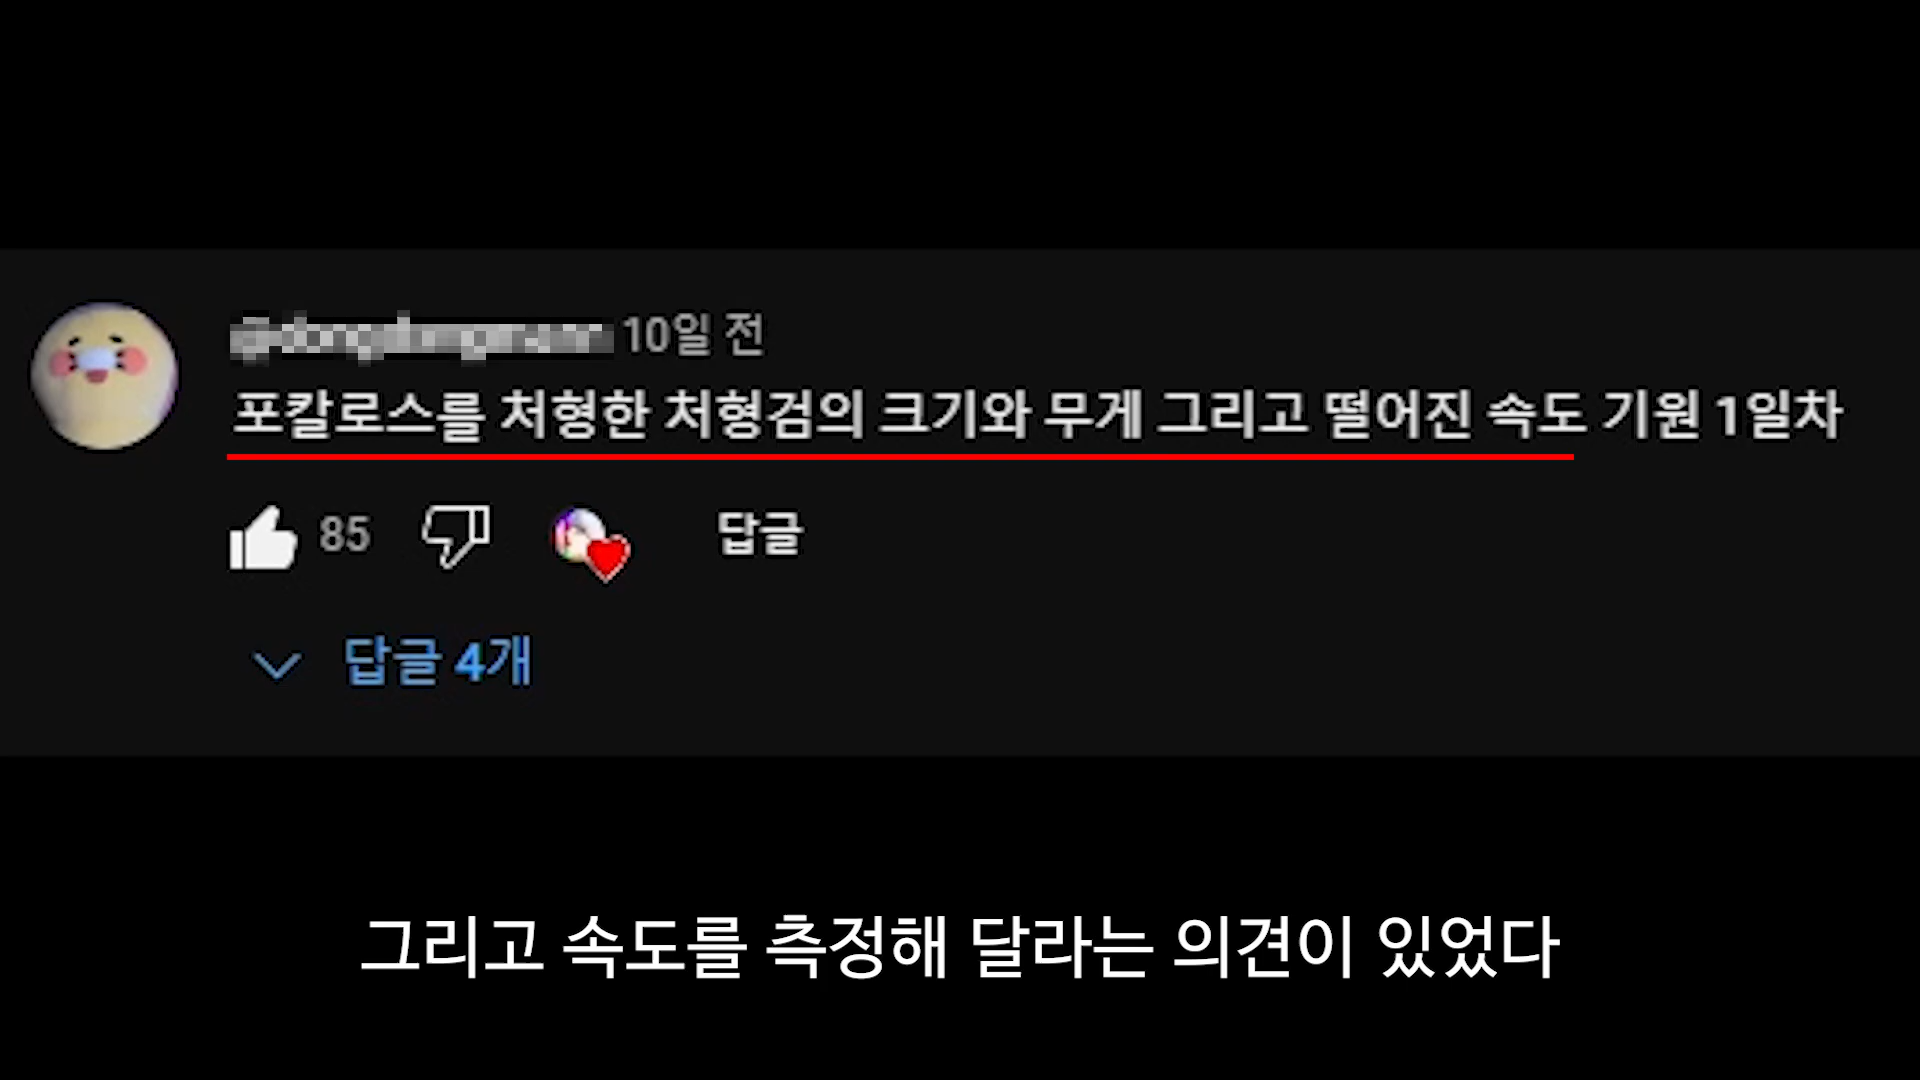 10일 전
포칼로스를 처형한 처형검의 크기와 무게 그리고 떨어진 속도 기원 1일차
85
답글
답글 4개
그리고 속도를 측정해 달라는 의견이 있었다